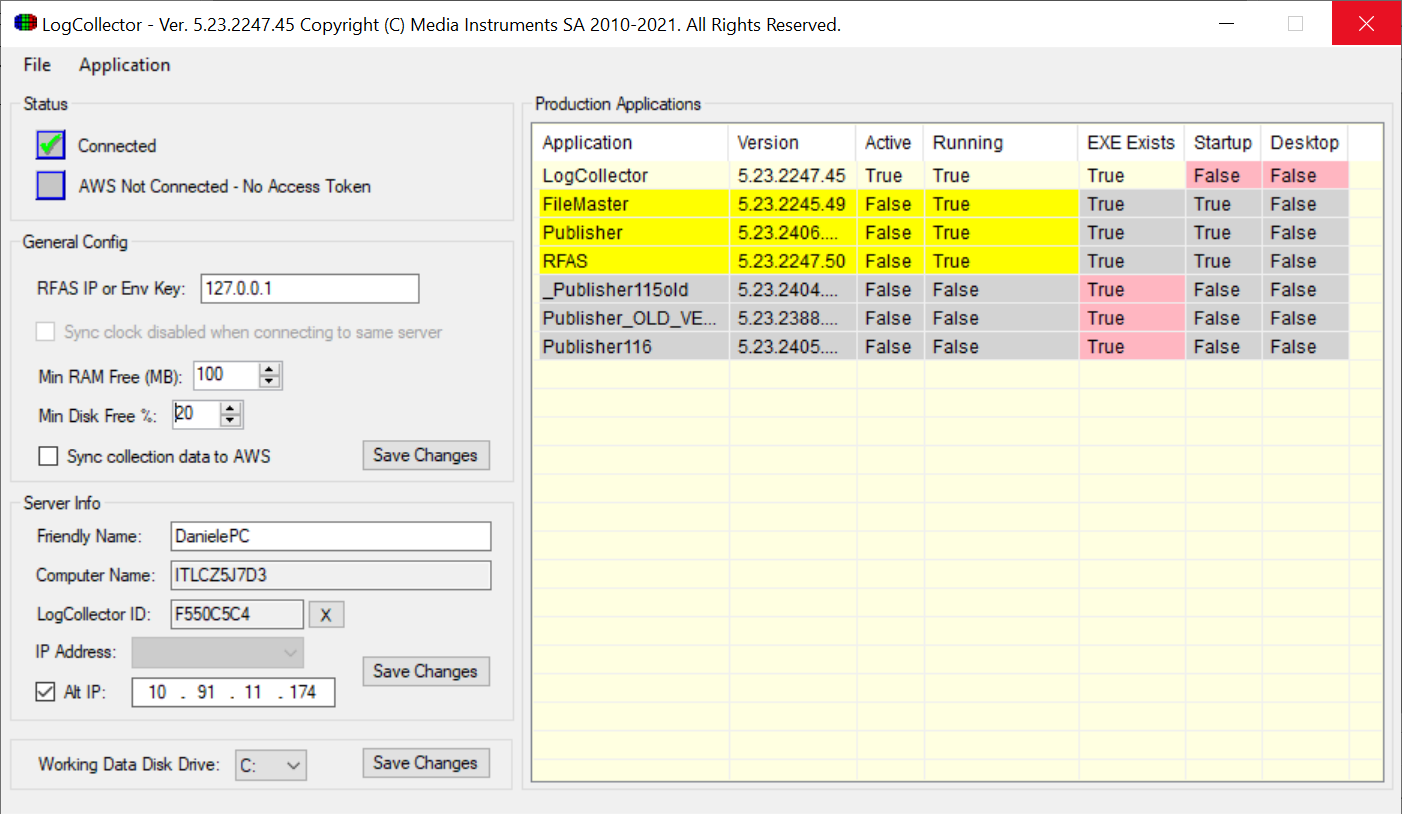 LogCollector - Ver. 5.23.2247.45 Copyright (C) Media Instruments SA 2010-2021. All Rights Reserved.
File Application
Status
Connected
AWS Not Connected - No Access Token
General Config
RFAS IP or Env Key: 127.0.0.1
Sync clock disabled when connecting to same server
Min RAM Free (MB): 100
Min Disk Free %: 20
Sync collection data to AWS Save Changes
Server Info
Friendly Name: DanielePC
Computer Name: ITLCZ5J7D3
LogCollector ID: F550C5C4 X
IP Address:
Save Changes
Alt IP: 10 . 91 . 11 . 174
Working Data Disk Drive: C: Save Changes
Production Applications
Application Version Active Running EXE Exists Startup Desktop
LogCollector 5.23.2247.45 True True True False False
FileMaster 5.23.2245.49 False True True True False
Publisher 5.23.2406.... False True True True False
RFAS 5.23.2247.50 False True True True False
_Publisher115old 5.23.2404.... False False True False False
Publisher_OLD_VE... 5.23.2388.... False False True False False
Publisher116 5.23.2405.... False False True False False